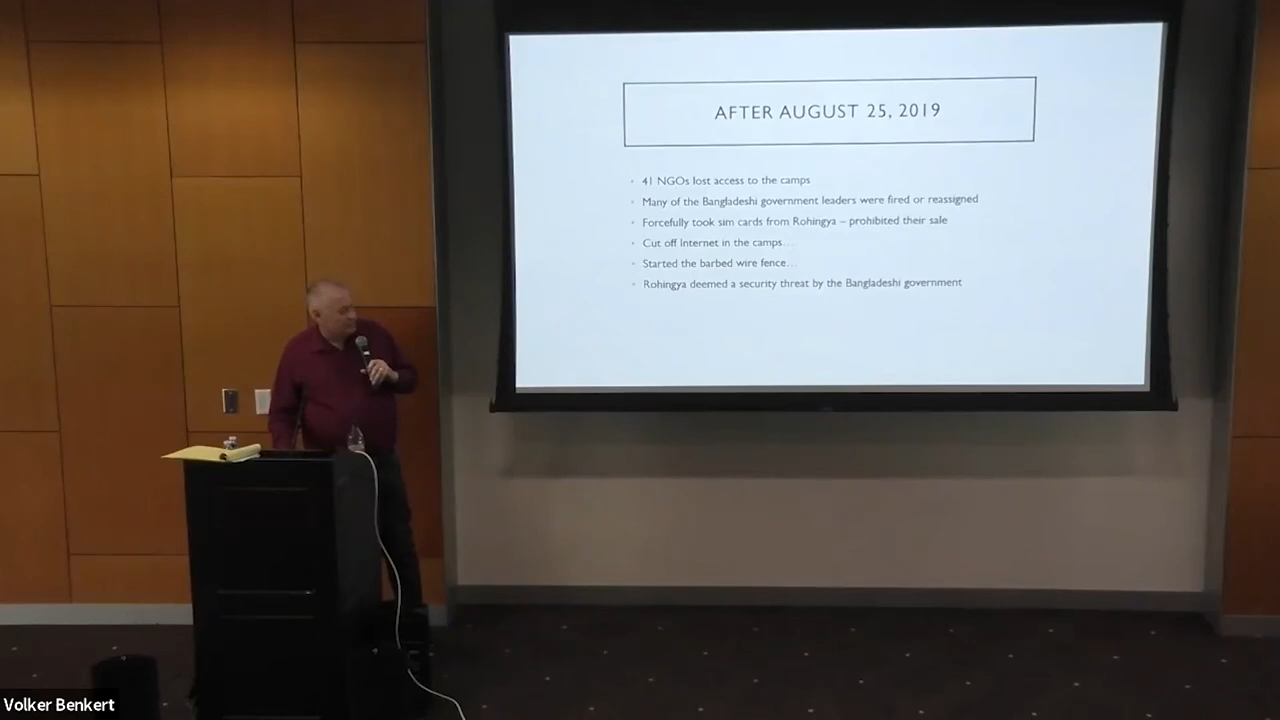 AFTER AUGUST 25, 2019
41 NGOs lost access to the camps
Many of the Bangladeshi government leaders were fired or reassigned
Forcefully took sim cards from Rohingya – prohibited their sale
Cut off Internet in the camps…
Started the barbed wire fence…
Rohingya deemed a security threat by the Bangladeshi government
Volker Benkert